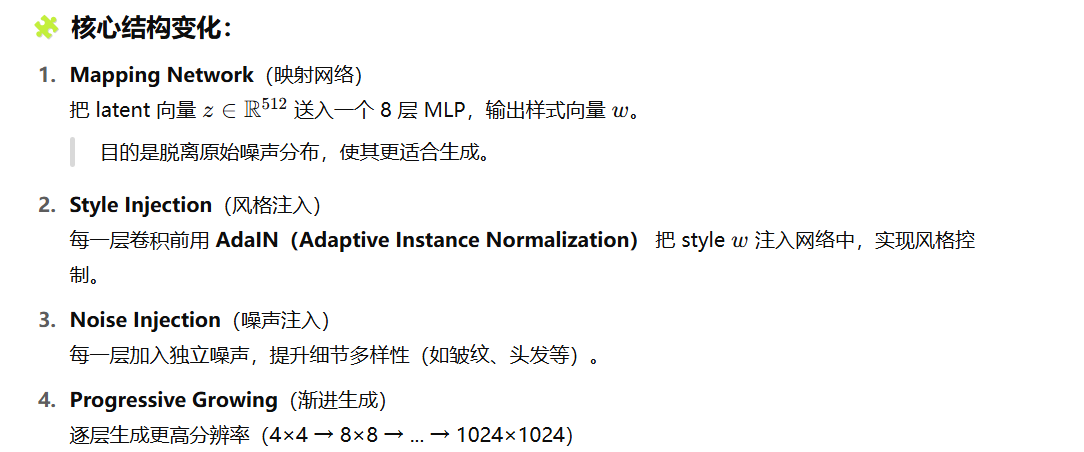 🧩 核心结构变化：
1. Mapping Network（映射网络）
把 latent 向量 z ∈ ℝ⁵¹² 送入一个 8 层 MLP，输出样式向量 w。
目的是脱离原始噪声分布，使其更适合生成。
2. Style Injection（风格注入）
每一层卷积前用 AdaIN（Adaptive Instance Normalization） 把 style w 注入网络中，实现风格控
制。
3. Noise Injection（噪声注入）
每一层加入独立噪声，提升细节多样性（如皱纹、头发等）。
4. Progressive Growing（渐进生成）
逐层生成更高分辨率（4×4 → 8×8 → ... → 1024×1024）